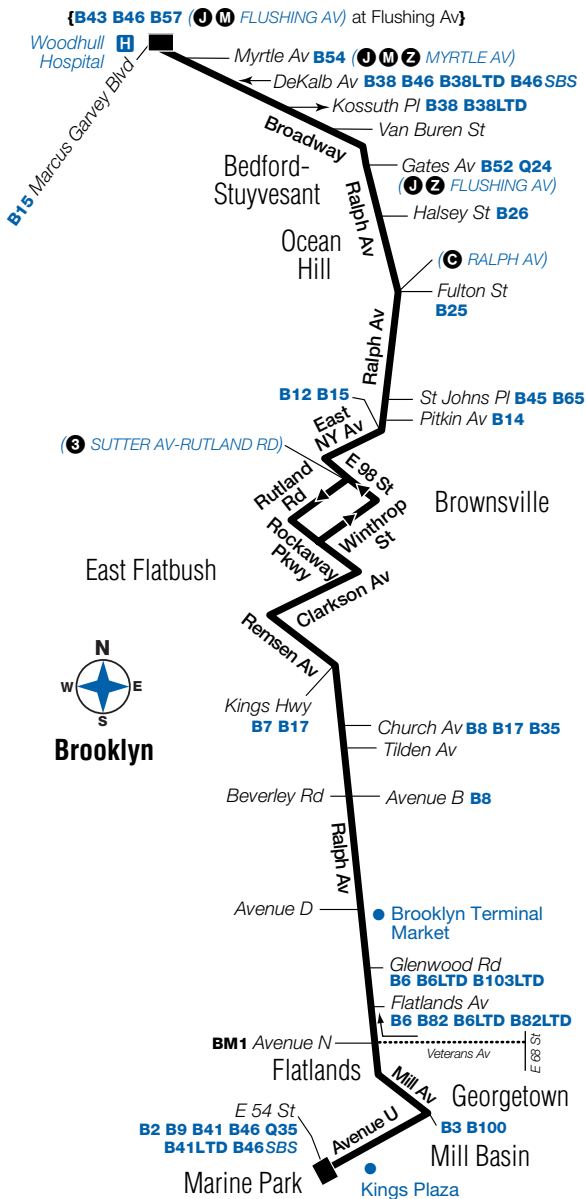 {B43 B46 B57 (J M FLUSHING AV) at Flushing Av}
Woodhull
Hospital
H
Myrtle Av B54 (J M Z MYRTLE AV)
DeKalb Av B38 B46 B38LTD B46SBS
Kossuth Pl B38 B38LTD
B15 Marcus Garvey Blvd
Broadway
Van Buren St
Bedford-
Stuyvesant
Gates Av B52 Q24
(J Z FLUSHING AV)
Ralph Av
Halsey St B26
Ocean
Hill
(C RALPH AV)
Fulton St
B25
Ralph Av
B12 B15
St Johns Pl B45 B65
Pitkin Av B14
East
NY Av
(3 SUTTER AV-RUTLAND RD)
E 98 St
Rutland
Rd
Brownsville
Winthrop
St
Rockaway
Pkwy
East Flatbush
Clarkson Av
Remsen Av
N
W
E
S
Brooklyn
Kings Hwy
B7 B17
Church Av B8 B17 B35
Tilden Av
Beverley Rd
Avenue B B8
Ralph Av
Avenue D
Brooklyn Terminal
Market
Glenwood Rd
B6 B6LTD B103LTD
Flatlands Av
B6 B82 B6LTD B82LTD
BM1 Avenue N
Veterans Av
E 68 St
Flatlands
Mill Av
Georgetown
E 54 St
B2 B9 B41 B46 Q35
B41LTD B46SBS
Avenue U
B3 B100
Mill Basin
Marine Park
Kings Plaza